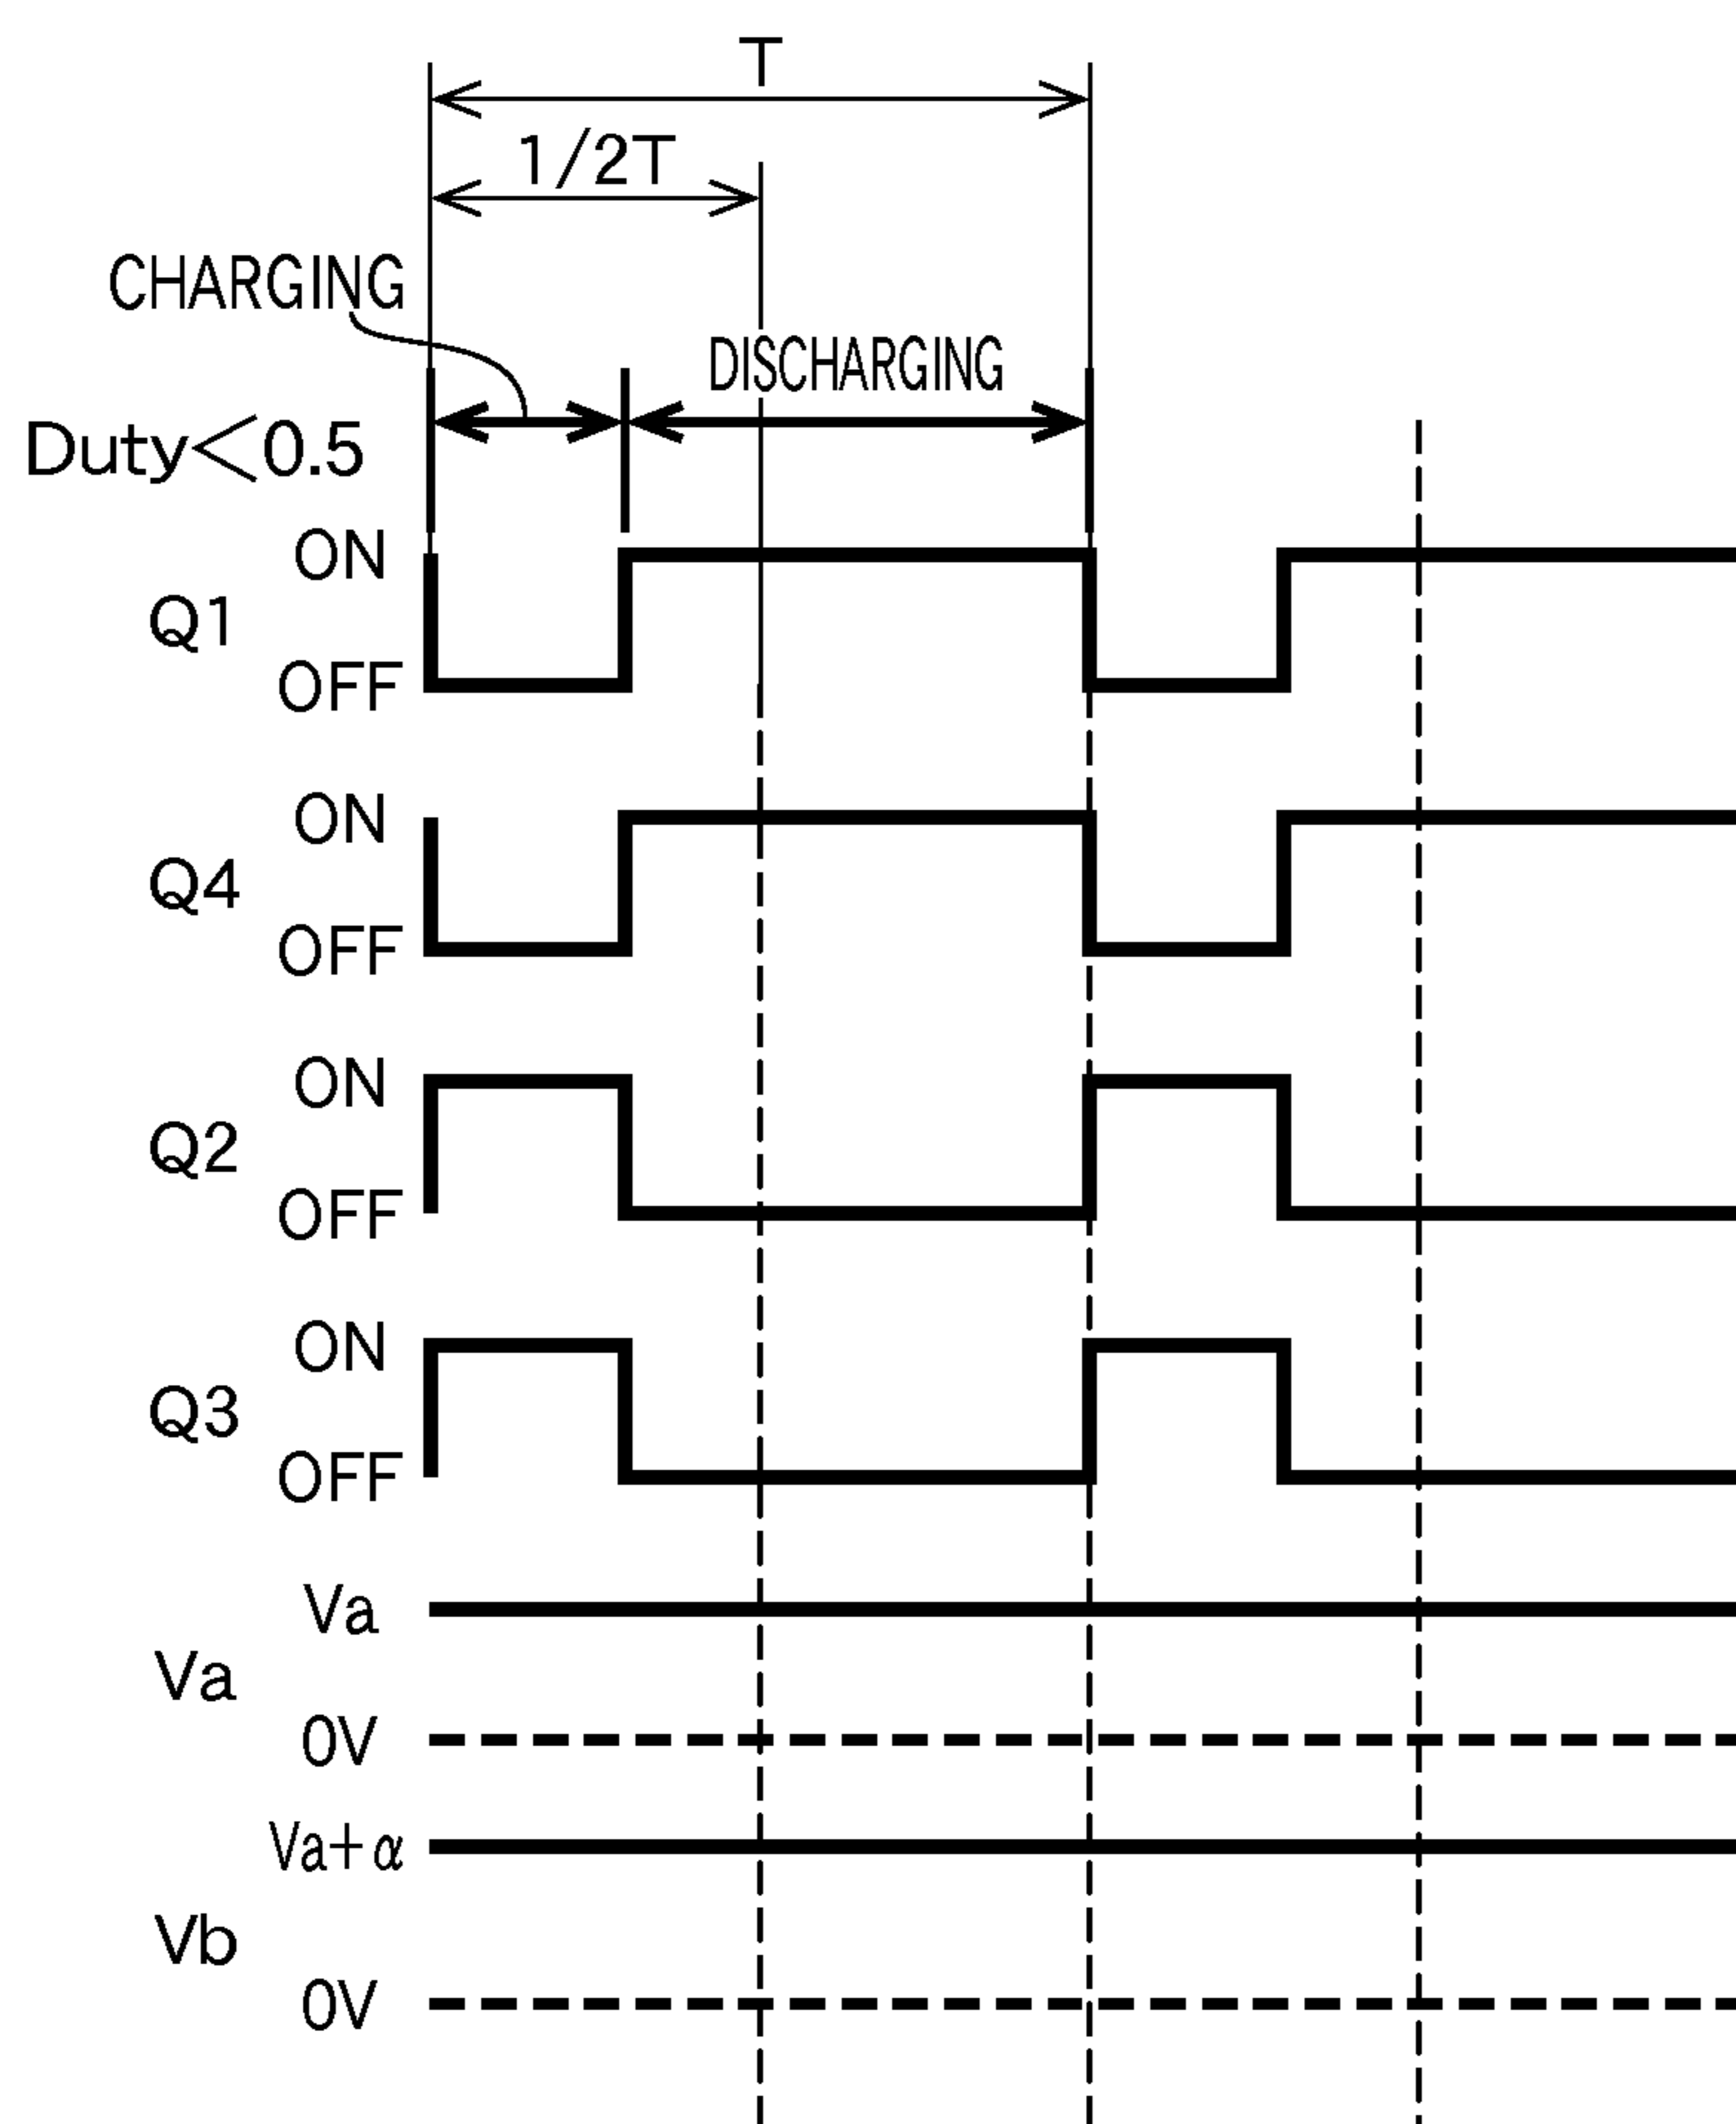 T
1/2T
CHARGING
DISCHARGING
Duty<0.5
ON
Q1
OFF
ON
Q4
OFF
ON
Q2
OFF
ON
Q3
OFF
Va
Va
0V
Va+α
Vb
0V